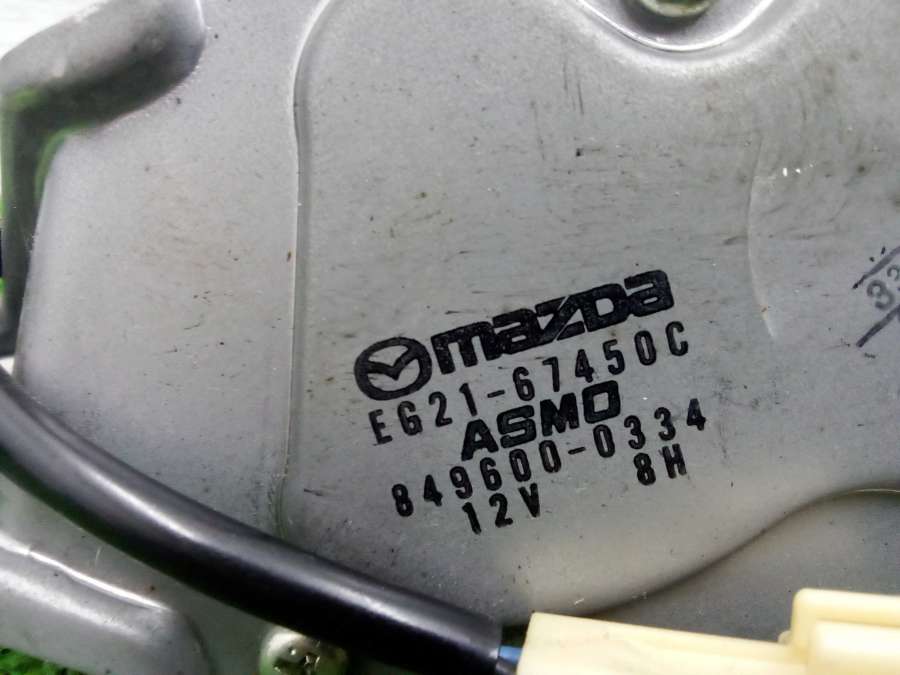 mazDa
EG21-67450C
ASMO
849600-0334
12V 8H